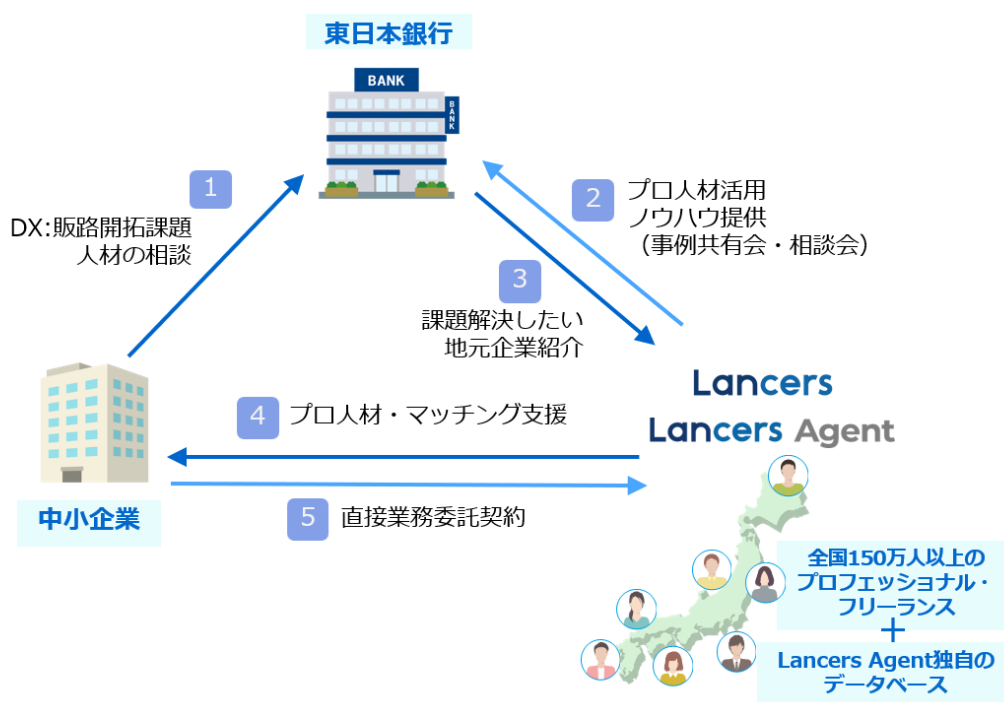 東日本銀行
BANK
BANK
1
DX:販路開拓課題
人材の相談
2
プロ人材活用
ノウハウ提供
（事例共有会・相談会）
3
課題解決したい
地元企業紹介
Lancers
Lancers Agent
4
プロ人材・マッチング支援
中小企業
5
直接業務委託契約
全国150万人以上の
プロフェッショナル・
フリーランス
＋
Lancers Agent独自の
データベース